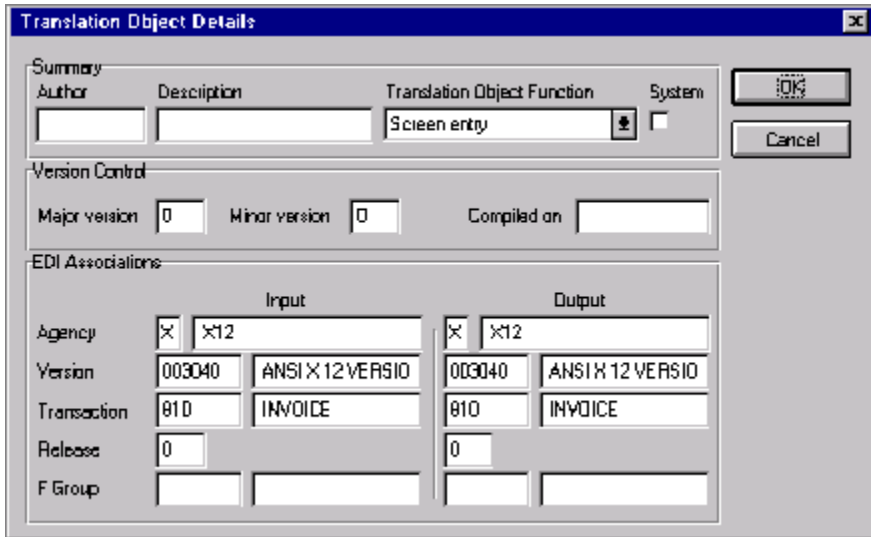 Translation Object Details
Summary
Author Description Translation Object Function System
Screen entry
OK
Cancel
Version Control
Major version 0 Minor version 0 Compiled on
EDI Associations
Input Output
Agency X X12 X X12
Version 003040 ANSI X 12 VERSIO 003040 ANSI X 12 VERSIO
Transaction 810 INVOICE 810 INVOICE
Release 0 0
F Group